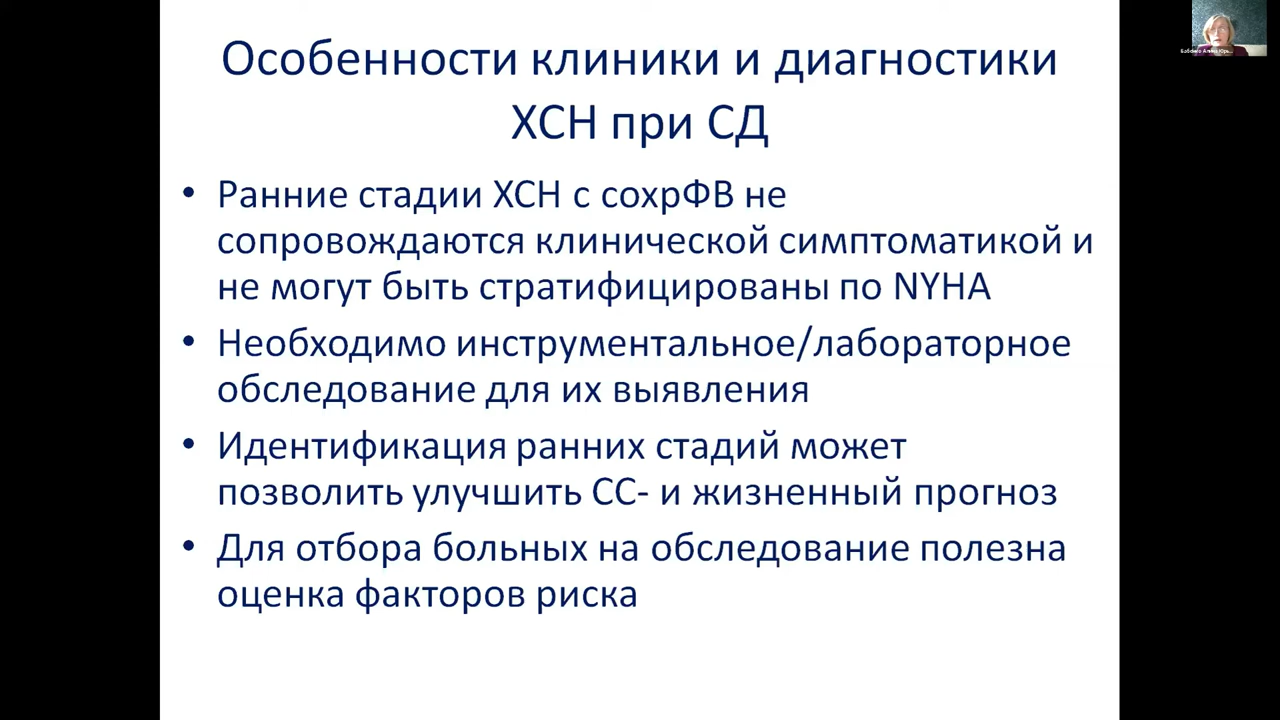 Особенности клиники и диагностики
ХСН при СД
• Ранние стадии ХСН с сохрФВ не
сопровождаются клинической симптоматикой и
не могут быть стратифицированы по NYHA
• Необходимо инструментальное/лабораторное
обследование для их выявления
• Идентификация ранних стадий может
позволить улучшить СС- и жизненный прогноз
• Для отбора больных на обследование полезна
оценка факторов риска